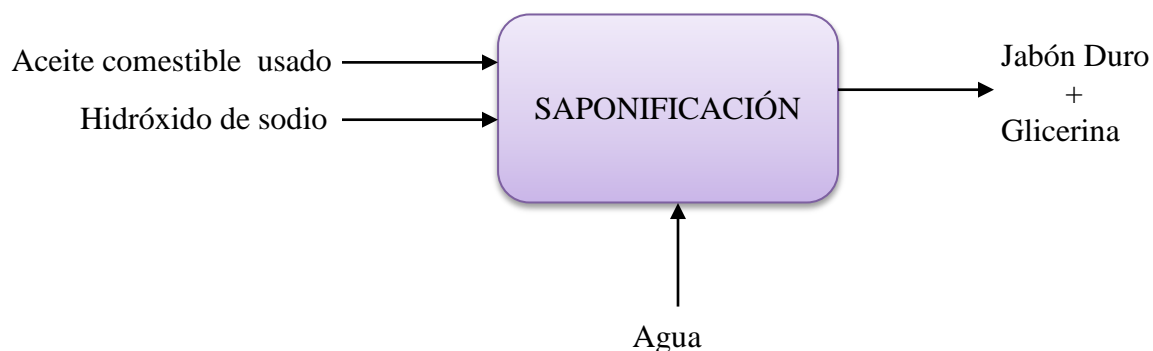 Aceite comestible usado
Hidróxido de sodio
SAPONIFICACIÓN
Jabón Duro
+
Glicerina
Agua